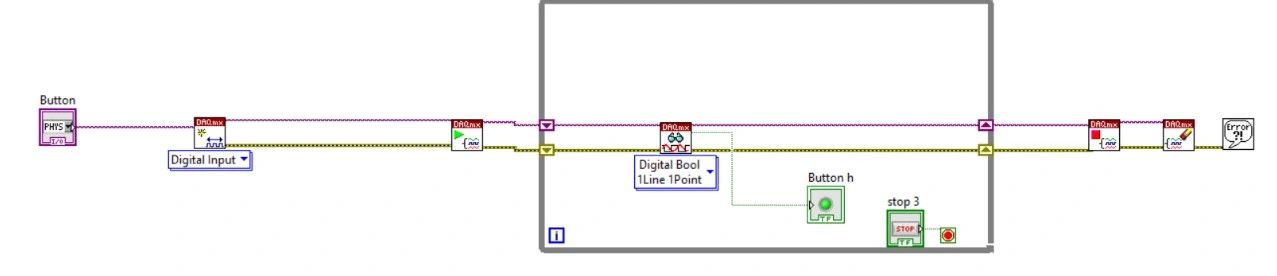 Button
PHYS
I/O
DAQmx
Digital Input
DAQmx
DAQmx
Digital Bool
1Line 1Point
Button h
TF
stop 3
STOP
TF
i
DAQmx
DAQmx
Error
?!